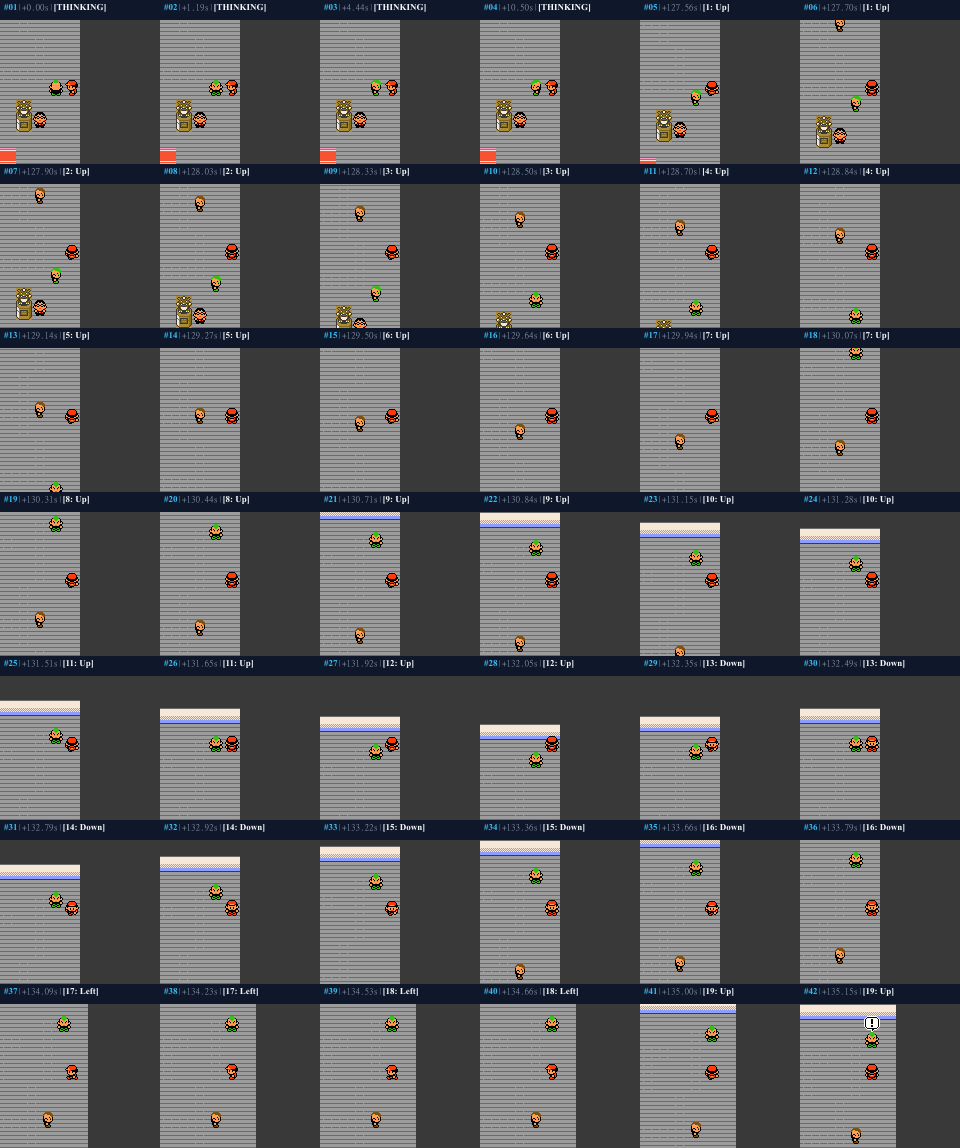 #01 | +0.00s | [THINKING] #02 | +1.19s | [THINKING] #03 | +4.44s | [THINKING] #04 | +10.50s | [THINKING] #05 | +127.56s | [1: Up] #06 | +127.70s | [1: Up]
#07 | +127.90s | [2: Up] #08 | +128.03s | [2: Up] #09 | +128.33s | [3: Up] #10 | +128.50s | [3: Up] #11 | +128.70s | [4: Up] #12 | +128.84s | [4: Up]
#13 | +129.14s | [5: Up] #14 | +129.27s | [5: Up] #15 | +129.50s | [6: Up] #16 | +129.64s | [6: Up] #17 | +129.94s | [7: Up] #18 | +130.07s | [7: Up]
#19 | +130.31s | [8: Up] #20 | +130.44s | [8: Up] #21 | +130.71s | [9: Up] #22 | +130.84s | [9: Up] #23 | +131.15s | [10: Up] #24 | +131.28s | [10: Up]
#25 | +131.51s | [11: Up] #26 | +131.65s | [11: Up] #27 | +131.92s | [12: Up] #28 | +132.05s | [12: Up] #29 | +132.35s | [13: Down] #30 | +132.49s | [13: Down]
#31 | +132.79s | [14: Down] #32 | +132.92s | [14: Down] #33 | +133.22s | [15: Down] #34 | +133.36s | [15: Down] #35 | +133.66s | [16: Down] #36 | +133.79s | [16: Down]
#37 | +134.09s | [17: Left] #38 | +134.23s | [17: Left] #39 | +134.53s | [18: Left] #40 | +134.66s | [18: Left] #41 | +135.00s | [19: Up] #42 | +135.15s | [19: Up]
!